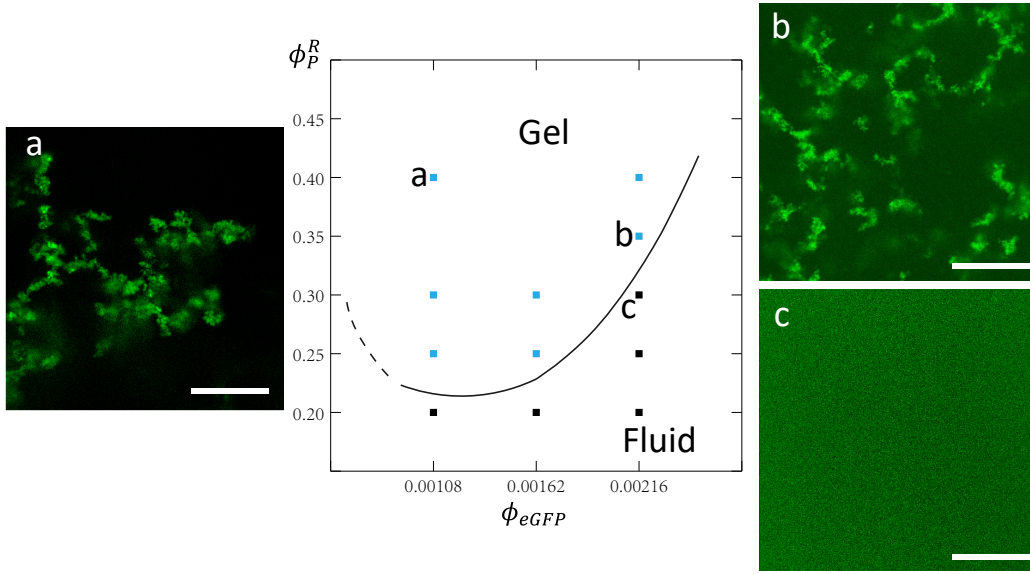 a
ϕ_P^R
0.45
0.40
0.35
0.30
0.25
0.20
0.00108
0.00162
0.00216
ϕ_eGFP
Gel
a
b
c
Fluid
b
c